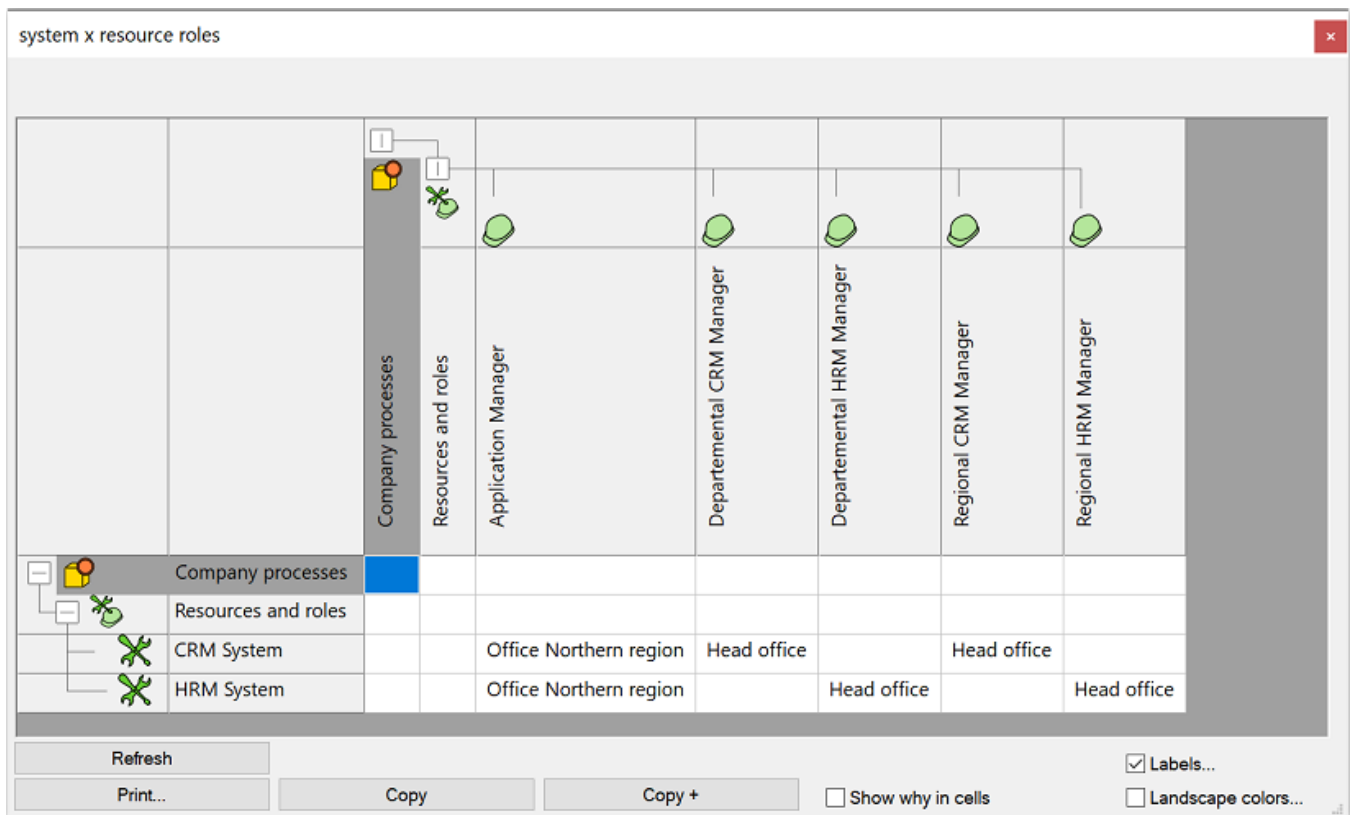 system x resource roles
Company processes
Resources and roles
Application Manager
Departemental CRM Manager
Departemental HRM Manager
Regional CRM Manager
Regional HRM Manager
Company processes
Resources and roles
CRM System Office Northern region Head office Head office
HRM System Office Northern region Head office Head office
Refresh
Labels...
Print... Copy Copy + Show why in cells Landscape colors...